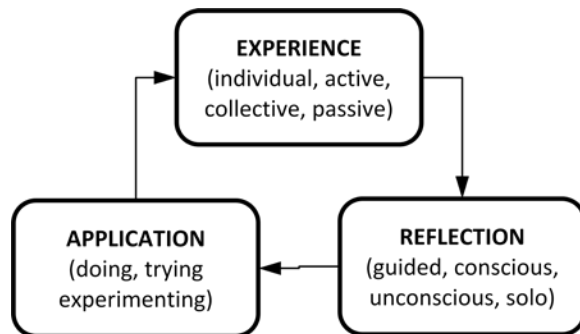 EXPERIENCE
(individual, active,
collective, passive)
APPLICATION
(doing, trying
experimenting)
REFLECTION
(guided, conscious,
unconscious, solo)